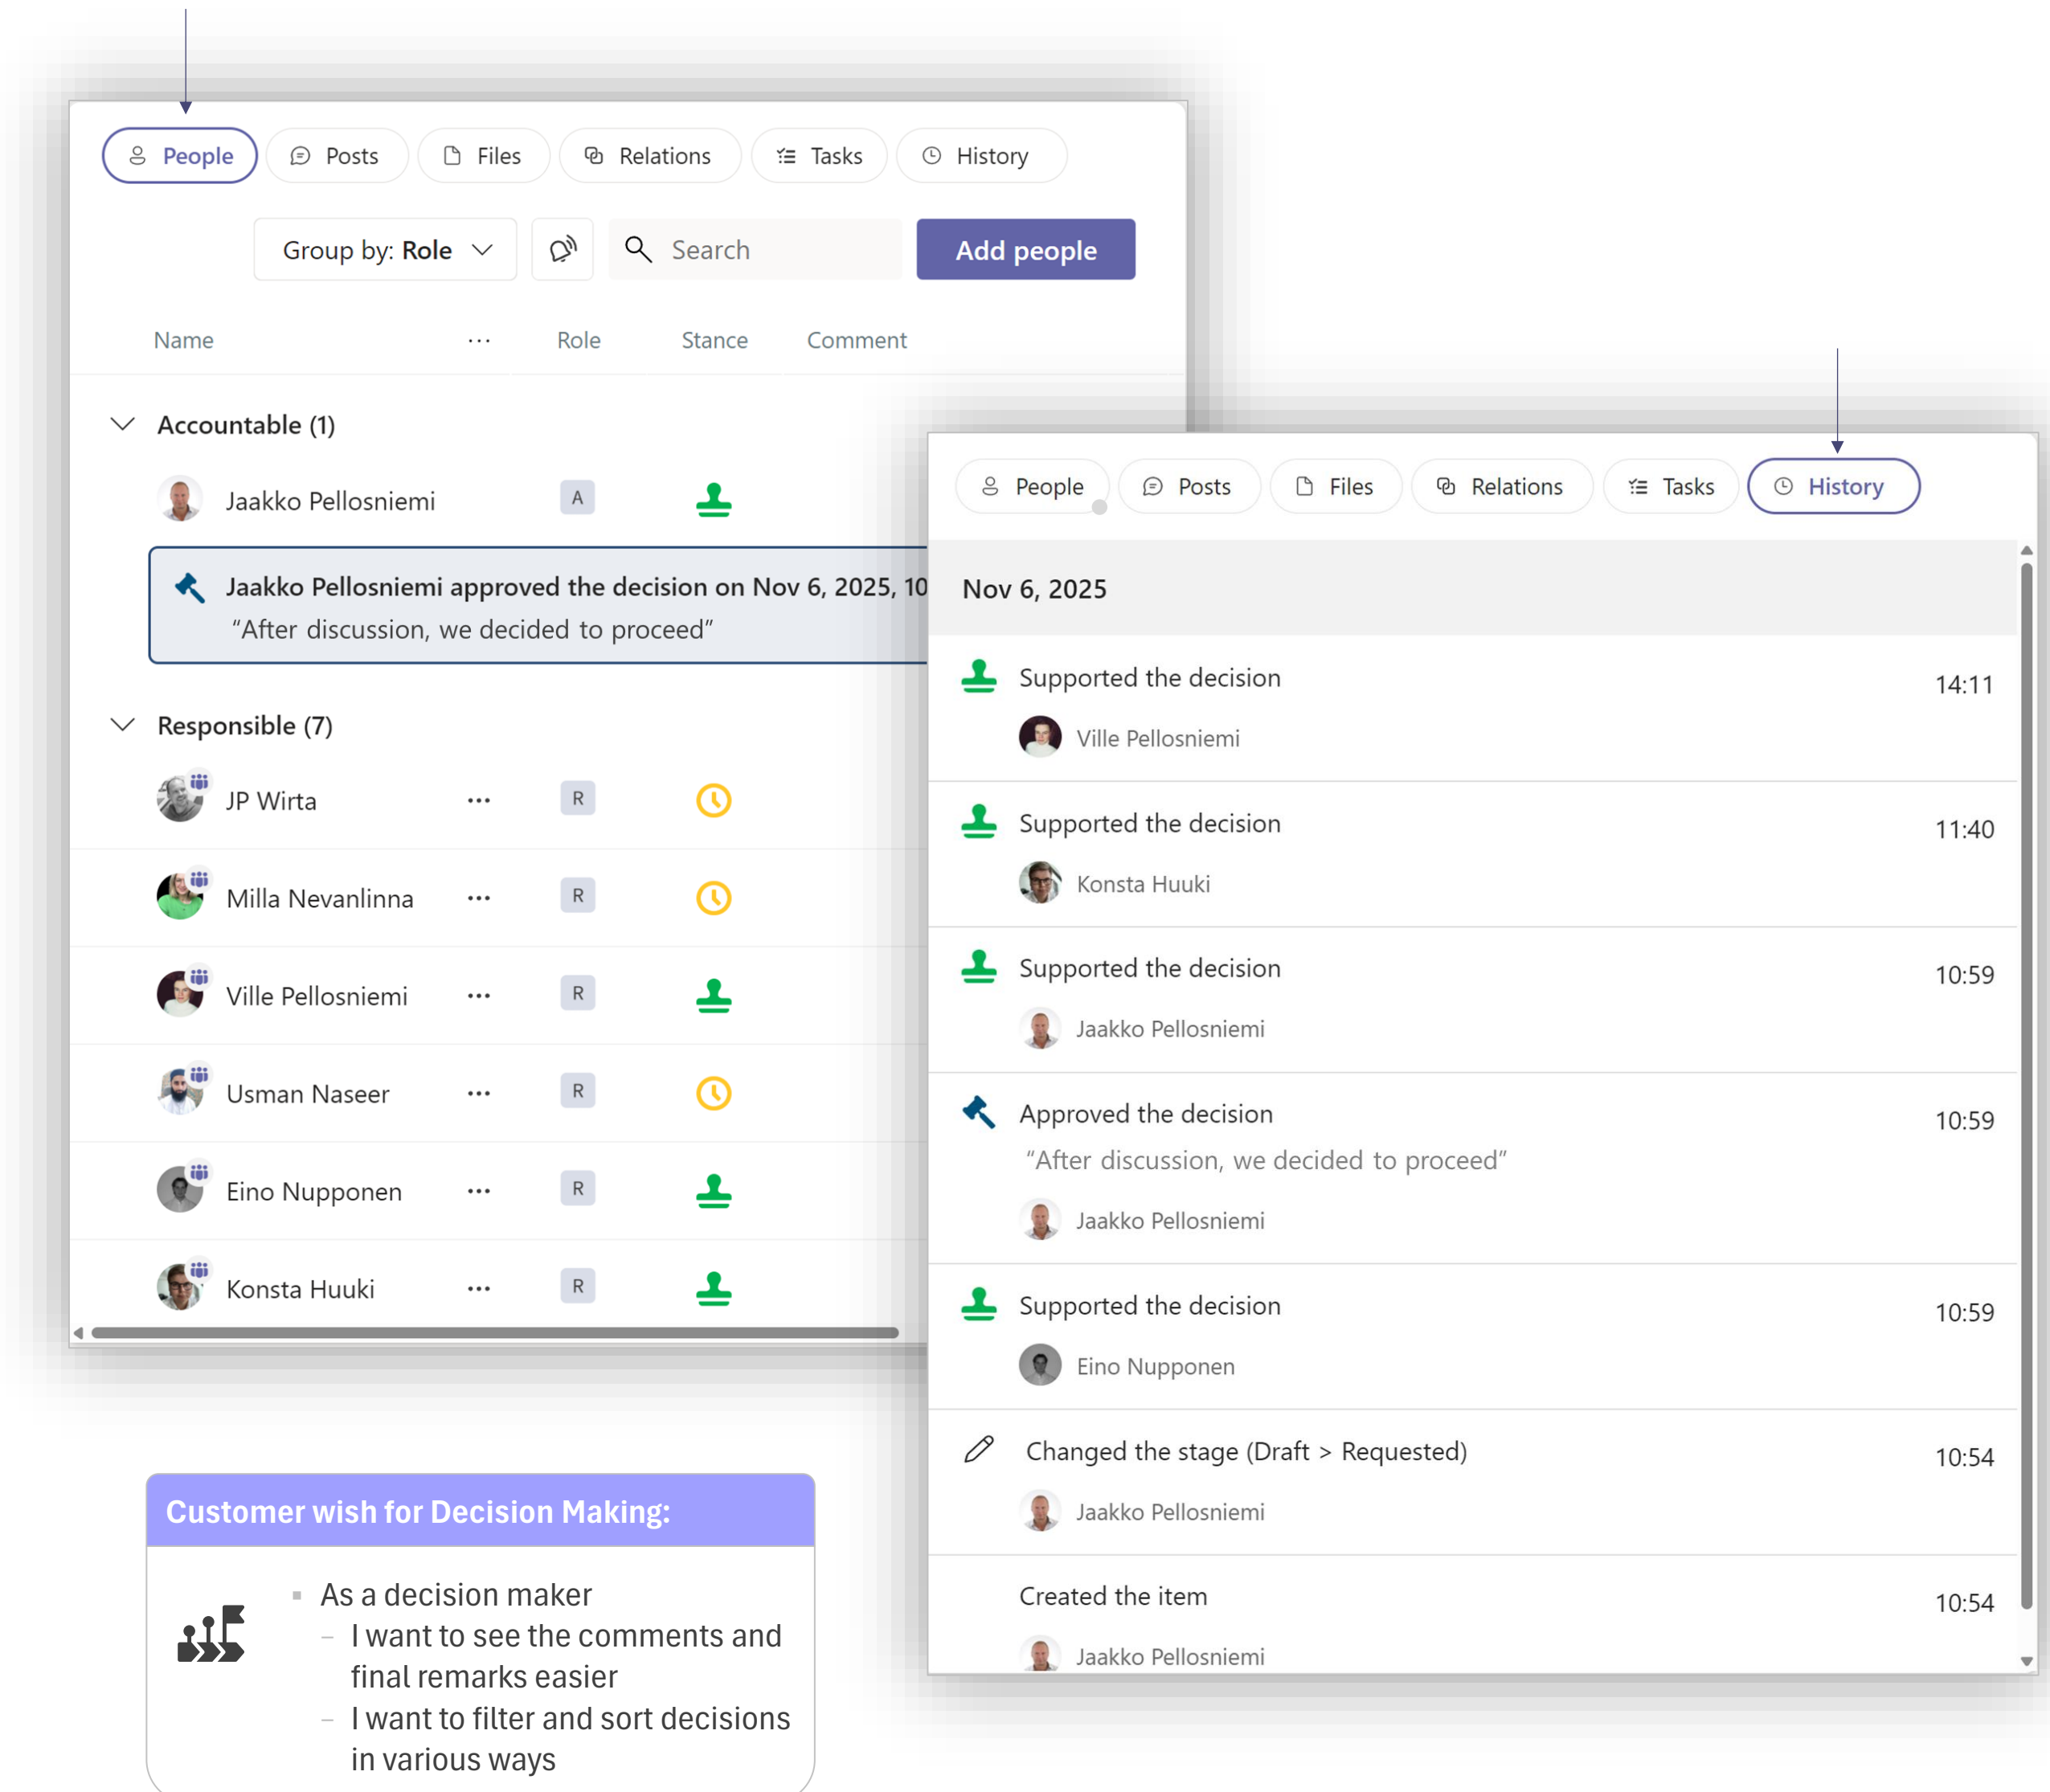 People Posts Files Relations Tasks History
Group by: Role Search Add people
Name ... Role Stance Comment
Accountable (1)
Jaakko Pellosniemi A
Jaakko Pellosniemi approved the decision on Nov 6, 2025, 10
“After discussion, we decided to proceed”
Responsible (7)
JP Wirta ... R
Milla Nevanlinna ... R
Ville Pellosniemi ... R
Usman Naseer ... R
Eino Nupponen ... R
Konsta Huuki ... R
People Posts Files Relations Tasks History
Nov 6, 2025
Supported the decision 14:11
Ville Pellosniemi
Supported the decision 11:40
Konsta Huuki
Supported the decision 10:59
Jaakko Pellosniemi
Approved the decision 10:59
“After discussion, we decided to proceed”
Jaakko Pellosniemi
Supported the decision 10:59
Eino Nupponen
Changed the stage (Draft > Requested) 10:54
Jaakko Pellosniemi
Created the item 10:54
Jaakko Pellosniemi
Customer wish for Decision Making:
▪ As a decision maker
– I want to see the comments and
final remarks easier
– I want to filter and sort decisions
in various ways